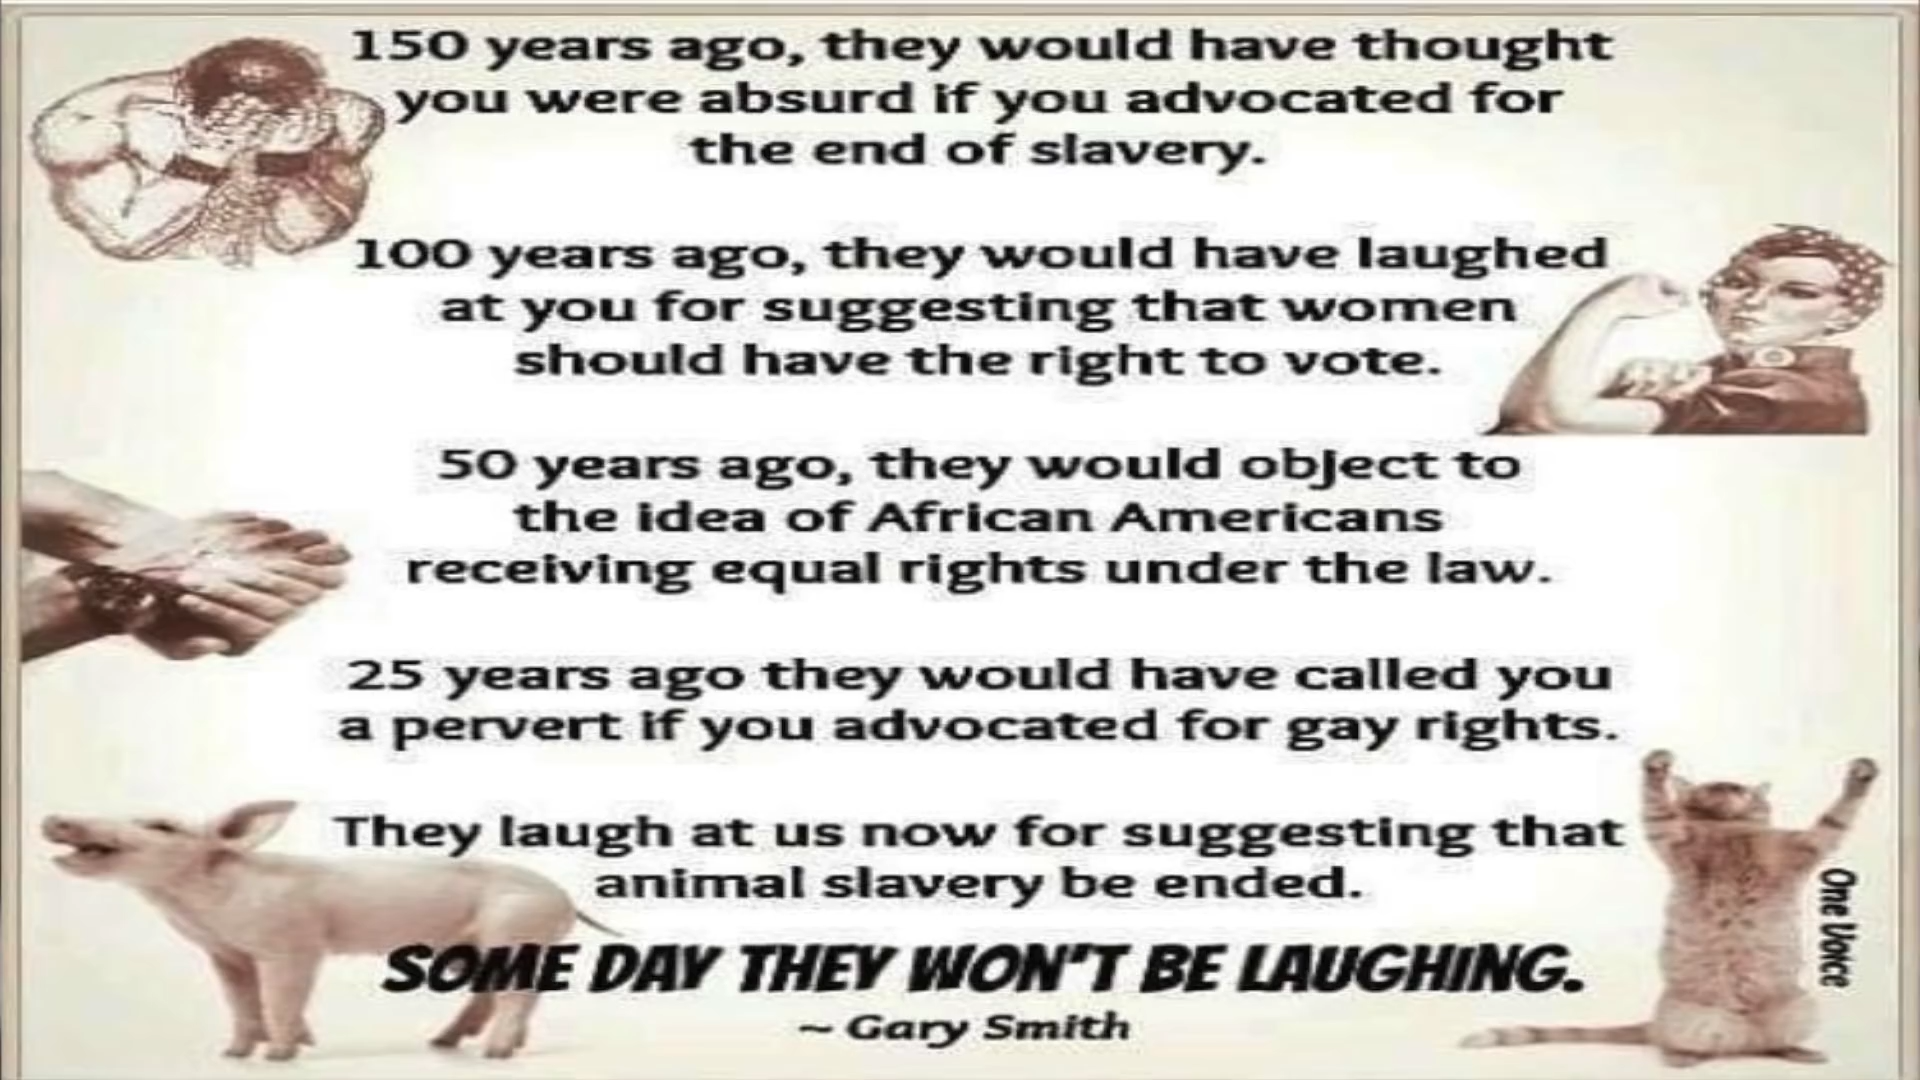 150 years ago, they would have thought
you were absurd if you advocated for
the end of slavery.
100 years ago, they would have laughed
at you for suggesting that women
should have the right to vote.
50 years ago, they would object to
the idea of African Americans
receiving equal rights under the law.
25 years ago they would have called you
a pervert if you advocated for gay rights.
They laugh at us now for suggesting that
animal slavery be ended.
SOME DAY THEY WON'T BE LAUGHING.
~ Gary Smith
One Voice